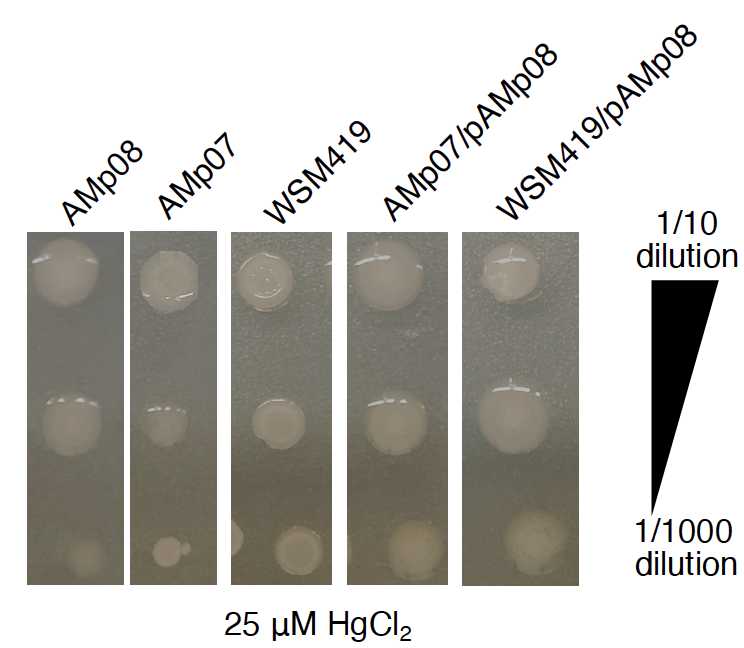 AMp08
AMp07
WSM419
AMp07/pAMp08
WSM419/pAMp08
1/10
dilution
1/1000
dilution
25 µM HgCl₂